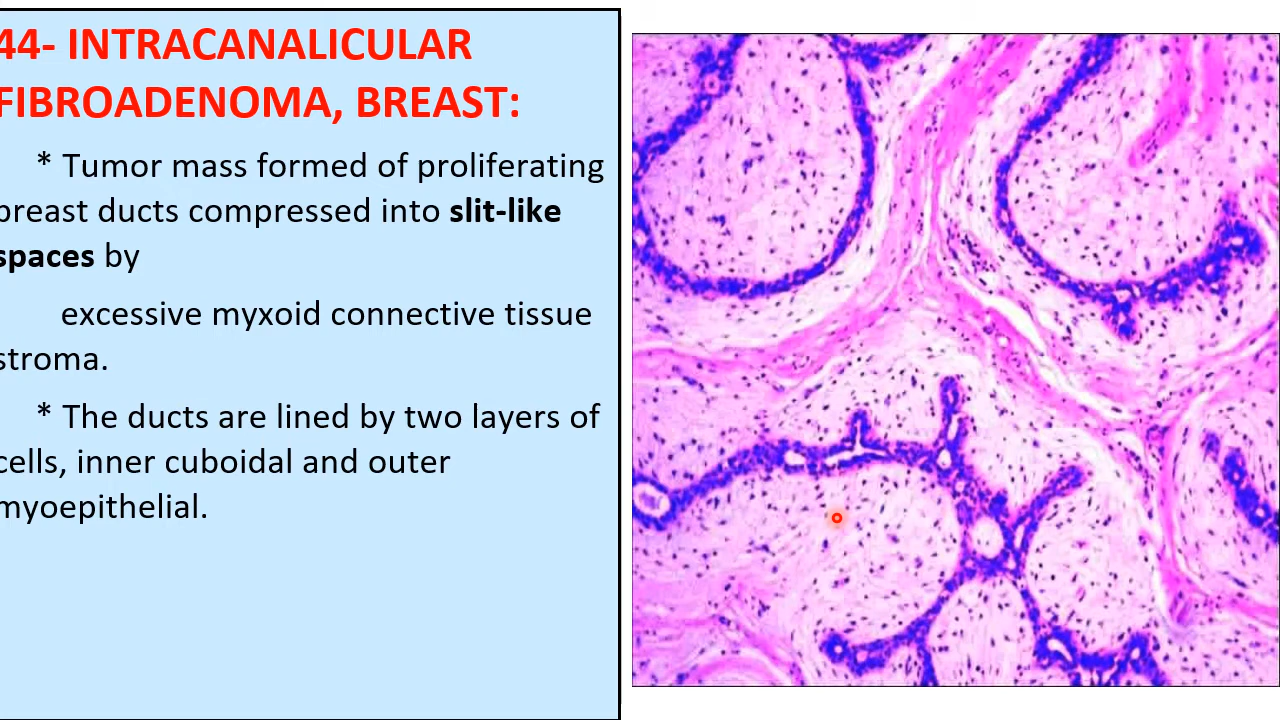 44- INTRACANALICULAR
FIBROADENOMA, BREAST:
* Tumor mass formed of proliferating
breast ducts compressed into slit-like
spaces by
excessive myxoid connective tissue
stroma.
* The ducts are lined by two layers of
cells, inner cuboidal and outer
myoepithelial.